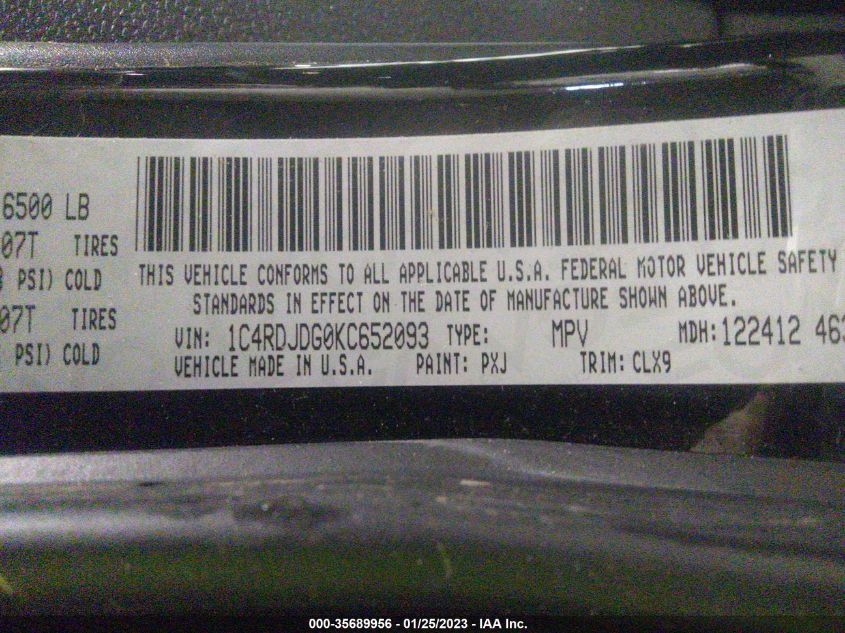 6500 LB
07T TIRES
PSI) COLD
07T TIRES
PSI) COLD
THIS VEHICLE CONFORMS TO ALL APPLICABLE U.S.A. FEDERAL MOTOR VEHICLE SAFETY
STANDARDS IN EFFECT ON THE DATE OF MANUFACTURE SHOWN ABOVE.
VIN: 1C4RDJDG0KC652093 TYPE: MPV MDH:122412 463
VEHICLE MADE IN U.S.A. PAINT: PXJ TRIM: CLX9
000-35689956 / 01/25/2023 - IAA Inc.